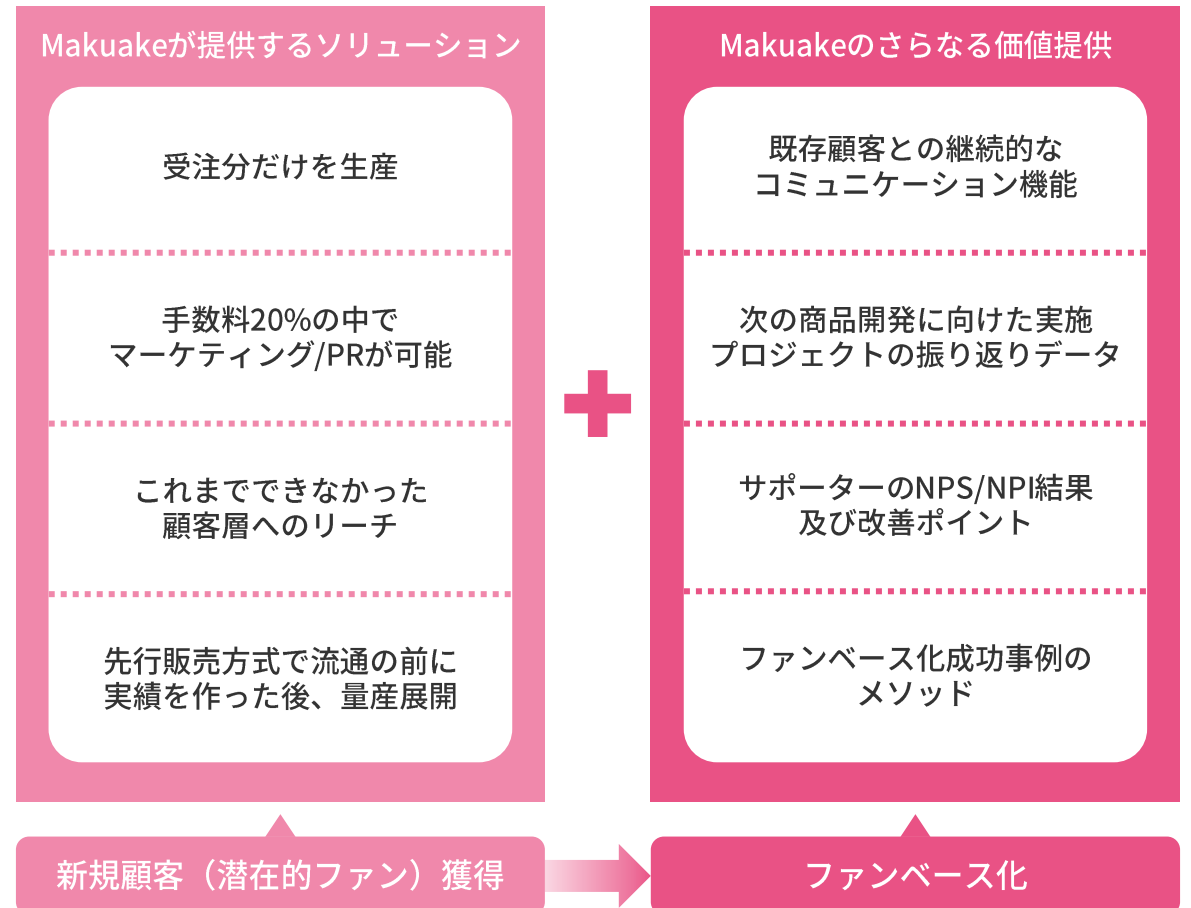 Makuakeが提供するソリューション
受注分だけを生産
手数料20%の中で
マーケティング/PRが可能
これまでできなかった
顧客層へのリーチ
先行販売方式で流通の前に
実績を作った後、量産展開
新規顧客（潜在的ファン）獲得
Makuakeのさらなる価値提供
既存顧客との継続的な
コミュニケーション機能
次の商品開発に向けた実施
プロジェクトの振り返りデータ
サポーターのNPS/NPI結果
及び改善ポイント
ファンベース化成功事例の
メソッド
ファンベース化